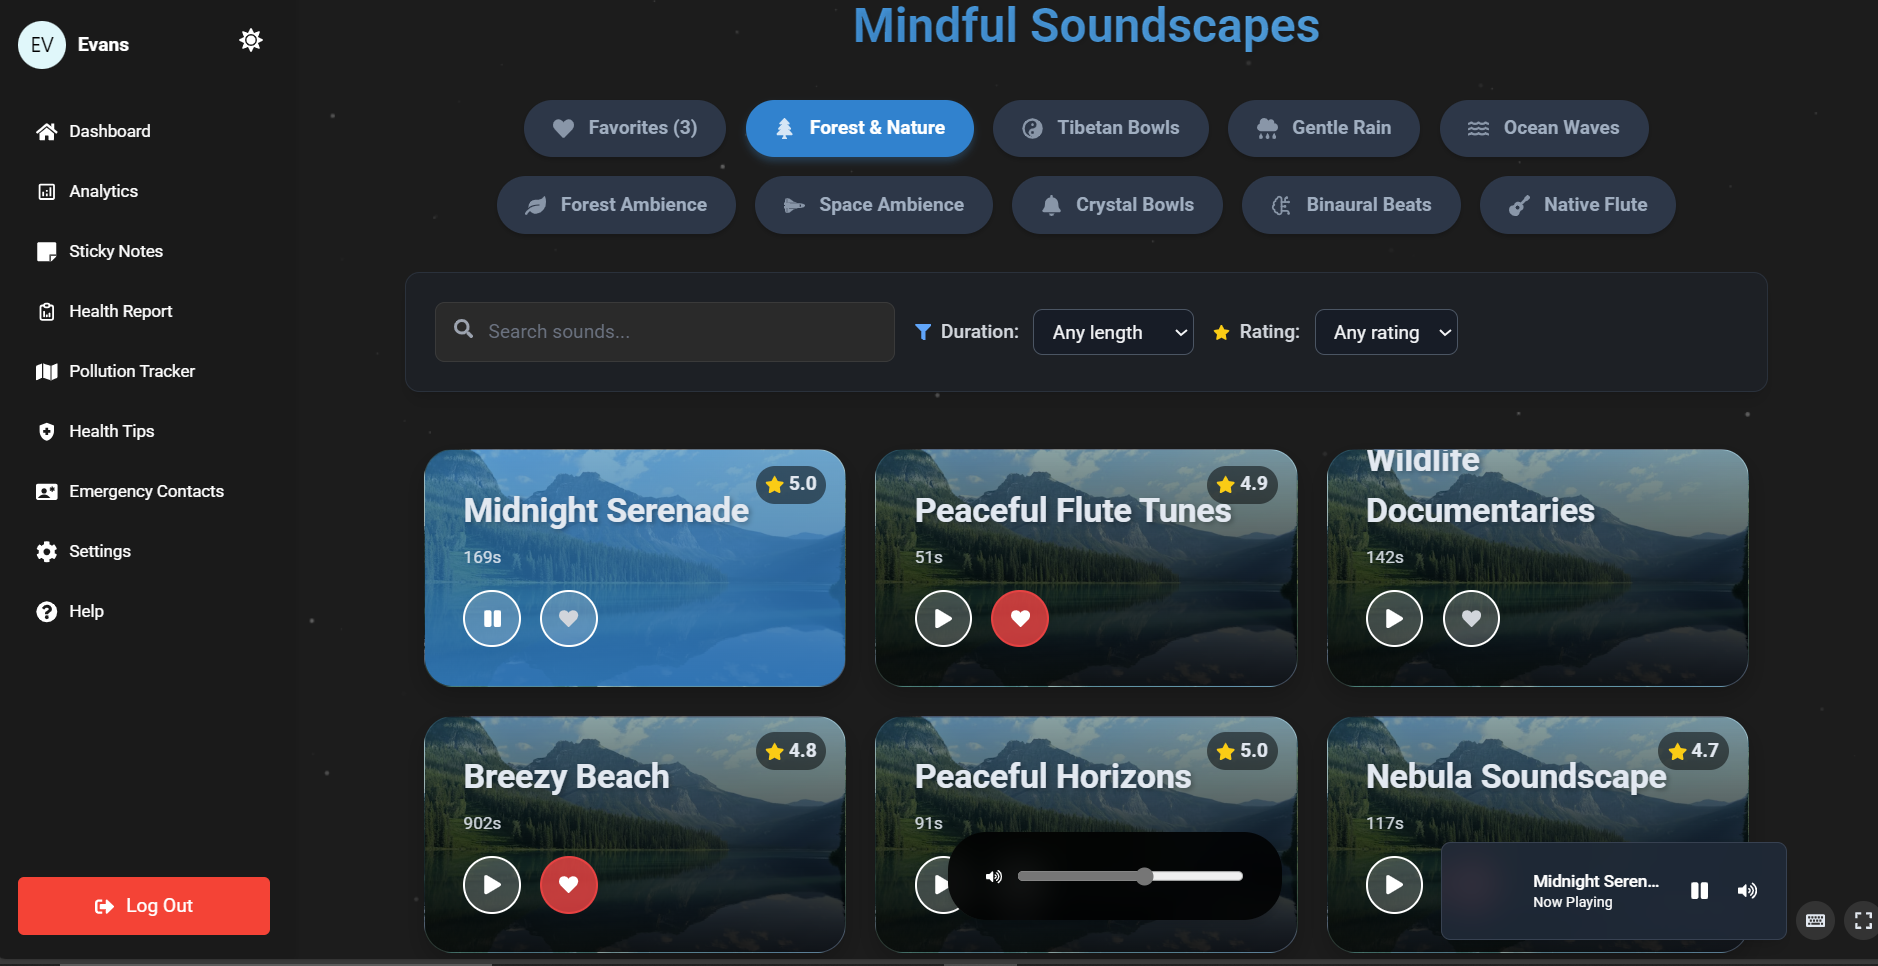 EV Evans
Dashboard
Analytics
Sticky Notes
Health Report
Pollution Tracker
Health Tips
Emergency Contacts
Settings
Help
Log Out
Mindful Soundscapes
Favorites (3) Forest & Nature Tibetan Bowls Gentle Rain Ocean Waves
Forest Ambience Space Ambience Crystal Bowls Binaural Beats Native Flute
Search sounds... Duration: Any length Rating: Any rating
5.0
Midnight Serenade
169s
4.9
Peaceful Flute Tunes
51s
Wildlife
Documentaries
142s
4.8
Breezy Beach
902s
5.0
Peaceful Horizons
91s
4.7
Nebula Soundscape
117s
Midnight Seren...
Now Playing